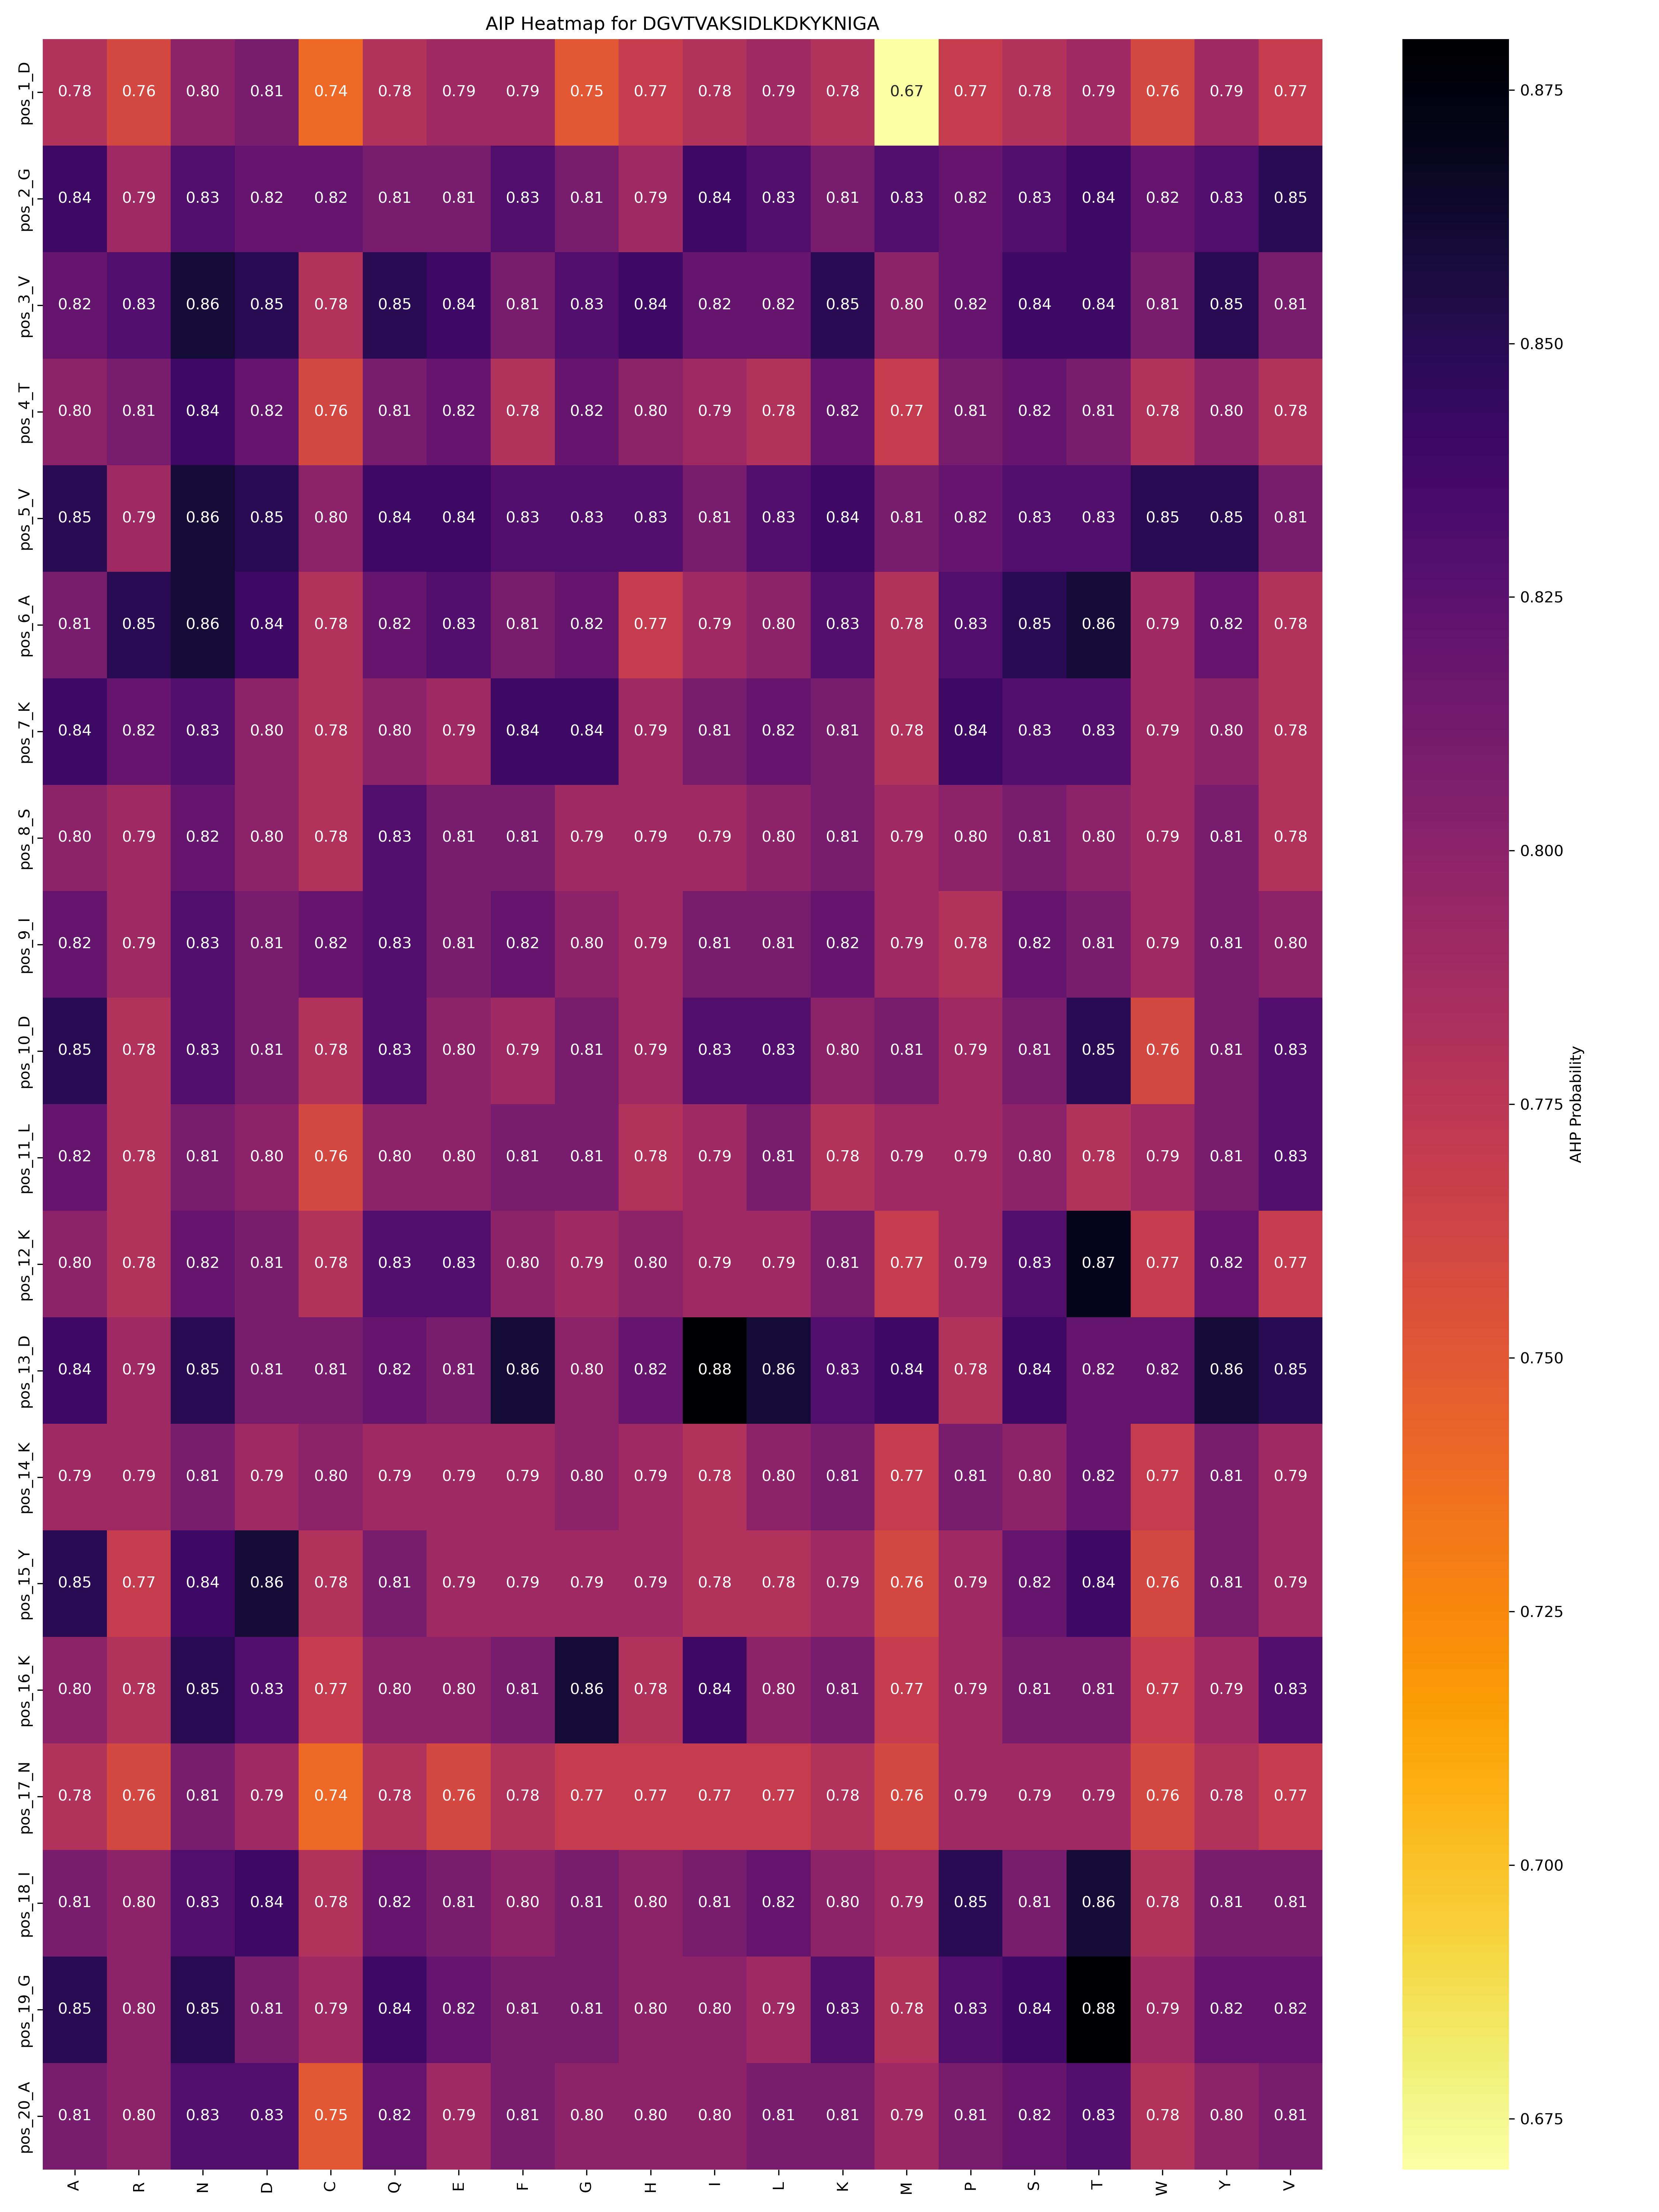 AIP Heatmap for DGVTVAKSIDLKDKYKNIGA
pos_1_D 0.78 0.76 0.80 0.81 0.74 0.78 0.79 0.79 0.75 0.77 0.78 0.79 0.78 0.67 0.77 0.78 0.79 0.76 0.79 0.77
pos_2_G 0.84 0.79 0.83 0.82 0.82 0.81 0.81 0.83 0.81 0.79 0.84 0.83 0.81 0.83 0.82 0.83 0.84 0.82 0.83 0.85
pos_3_V 0.82 0.83 0.86 0.85 0.78 0.85 0.84 0.81 0.83 0.84 0.82 0.82 0.85 0.80 0.82 0.84 0.84 0.81 0.85 0.81
pos_4_T 0.80 0.81 0.84 0.82 0.76 0.81 0.82 0.78 0.82 0.80 0.79 0.78 0.82 0.77 0.81 0.82 0.81 0.78 0.80 0.78
pos_5_V 0.85 0.79 0.86 0.85 0.80 0.84 0.84 0.83 0.83 0.83 0.81 0.83 0.84 0.81 0.82 0.83 0.83 0.85 0.85 0.81
pos_6_A 0.81 0.85 0.86 0.84 0.78 0.82 0.83 0.81 0.82 0.77 0.79 0.80 0.83 0.78 0.83 0.85 0.86 0.79 0.82 0.78
pos_7_K 0.84 0.82 0.83 0.80 0.78 0.80 0.79 0.84 0.84 0.79 0.81 0.82 0.81 0.78 0.84 0.83 0.83 0.79 0.80 0.78
pos_8_S 0.80 0.79 0.82 0.80 0.78 0.83 0.81 0.81 0.79 0.79 0.79 0.80 0.81 0.79 0.80 0.81 0.80 0.79 0.81 0.78
pos_9_I 0.82 0.79 0.83 0.81 0.82 0.83 0.81 0.82 0.80 0.79 0.81 0.81 0.82 0.79 0.78 0.82 0.81 0.79 0.81 0.80
pos_10_D 0.85 0.78 0.83 0.81 0.78 0.83 0.80 0.79 0.81 0.79 0.83 0.83 0.80 0.81 0.79 0.81 0.85 0.76 0.81 0.83
pos_11_L 0.82 0.78 0.81 0.80 0.76 0.80 0.80 0.81 0.81 0.78 0.79 0.81 0.78 0.79 0.79 0.80 0.78 0.79 0.81 0.83
pos_12_K 0.80 0.78 0.82 0.81 0.78 0.83 0.83 0.80 0.79 0.80 0.79 0.79 0.81 0.77 0.79 0.83 0.87 0.77 0.82 0.77
pos_13_D 0.84 0.79 0.85 0.81 0.81 0.82 0.81 0.86 0.80 0.82 0.88 0.86 0.83 0.84 0.78 0.84 0.82 0.82 0.86 0.85
pos_14_K 0.79 0.79 0.81 0.79 0.80 0.79 0.79 0.79 0.80 0.79 0.78 0.80 0.81 0.77 0.81 0.80 0.82 0.77 0.81 0.79
pos_15_Y 0.85 0.77 0.84 0.86 0.78 0.81 0.79 0.79 0.79 0.79 0.78 0.78 0.79 0.76 0.79 0.82 0.84 0.76 0.81 0.79
pos_16_K 0.80 0.78 0.85 0.83 0.77 0.80 0.80 0.81 0.86 0.78 0.84 0.80 0.81 0.77 0.79 0.81 0.81 0.77 0.79 0.83
pos_17_N 0.78 0.76 0.81 0.79 0.74 0.78 0.76 0.78 0.77 0.77 0.77 0.77 0.78 0.76 0.79 0.79 0.79 0.76 0.78 0.77
pos_18_I 0.81 0.80 0.83 0.84 0.78 0.82 0.81 0.80 0.81 0.80 0.81 0.82 0.80 0.79 0.85 0.81 0.86 0.78 0.81 0.81
pos_19_G 0.85 0.80 0.85 0.81 0.79 0.84 0.82 0.81 0.81 0.80 0.80 0.79 0.83 0.78 0.83 0.84 0.88 0.79 0.82 0.82
pos_20_A 0.81 0.80 0.83 0.83 0.75 0.82 0.79 0.81 0.80 0.80 0.80 0.81 0.81 0.79 0.81 0.82 0.83 0.78 0.80 0.81
A R N D C Q E F G H I L K M P S T W Y V
0.875
0.850
0.825
0.800
0.775
0.750
0.725
0.700
0.675
AHP Probability